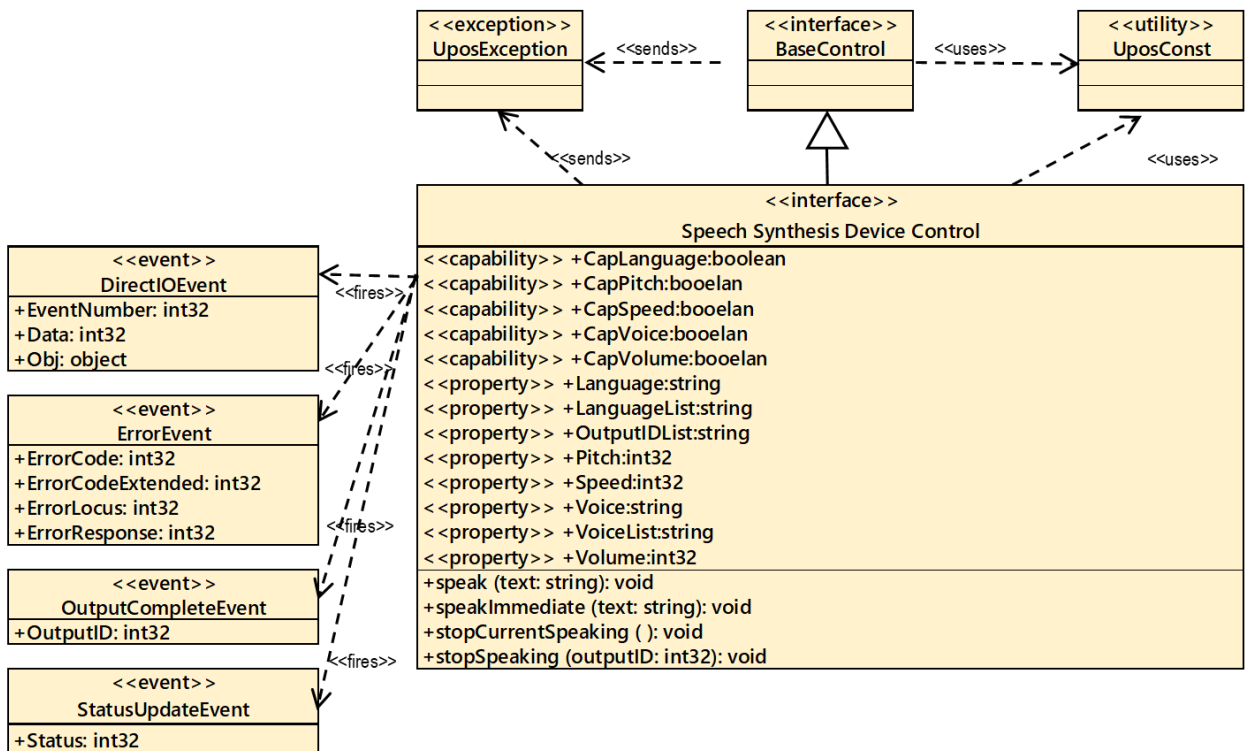 <<exception>>
UposException
<<sends>>
<<interface>>
BaseControl
<<uses>>
<<utility>>
UposConst
<<sends>>
<<uses>>
<<interface>>
Speech Synthesis Device Control
<<capability>> +CapLanguage:boolean
<<capability>> +CapPitch:booelan
<<capability>> +CapSpeed:booelan
<<capability>> +CapVoice:booelan
<<capability>> +CapVolume:booelan
<<property>> +Language:string
<<property>> +LanguageList:string
<<property>> +OutputIDList:string
<<property>> +Pitch:int32
<<property>> +Speed:int32
<<property>> +Voice:string
<<property>> +VoiceList:string
<<property>> +Volume:int32
+speak (text: string): void
+speakImmediate (text: string): void
+stopCurrentSpeaking ( ): void
+stopSpeaking (outputID: int32): void
<<event>>
DirectIOEvent
+EventNumber: int32
+Data: int32
+Obj: object
<<fires>>
<<event>>
ErrorEvent
+ErrorCode: int32
+ErrorCodeExtended: int32
+ErrorLocus: int32
+ErrorResponse: int32
<<fires>>
<<event>>
OutputCompleteEvent
+OutputID: int32
<<fires>>
<<event>>
StatusUpdateEvent
+Status: int32
<<fires>>